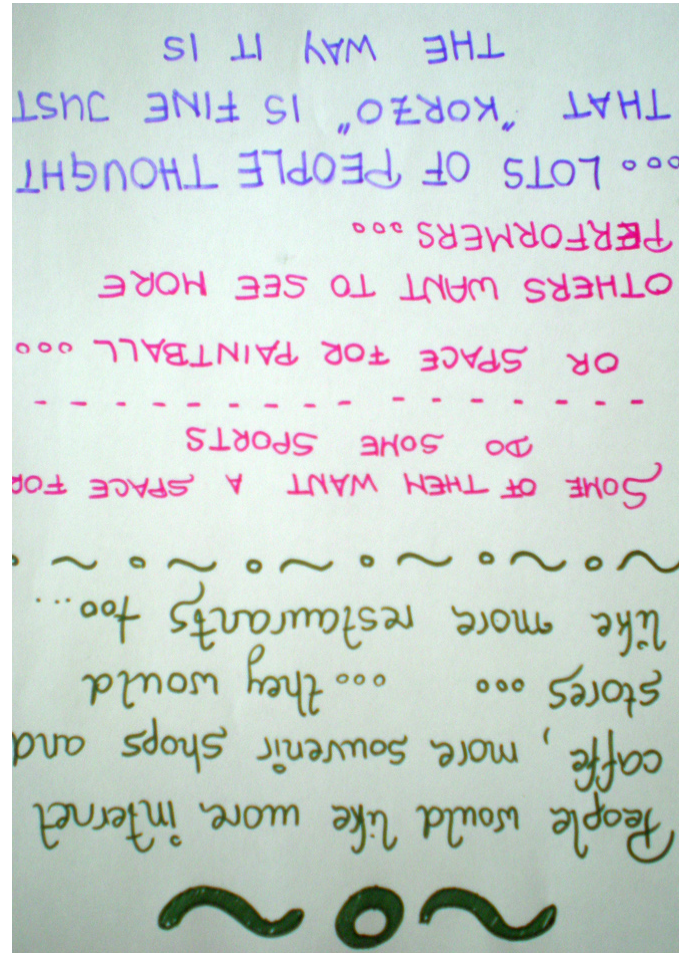 People would like more internet
caffe, more souvenir shops and
stores ... ... they would
like more restaurants too...
SOME OF THEM WANT A SPACE FOR
DO SOME SPORTS
OR SPACE FOR PAINTBALL ...
OTHERS WANT TO SEE MORE
PERFORMERS ...
... LOTS OF PEOPLE THOUGHT
THAT "KORZO" IS FINE JUST
THE WAY IT IS